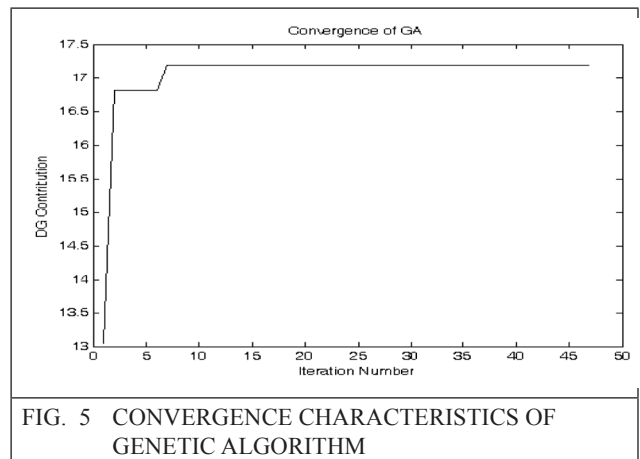 Convergence of GA
17.5
17
16.5
16
15.5
15
14.5
14
13.5
13
DG Contribution
0 5 10 15 20 25 30 35 40 45 50
Iteration Number
FIG. 5 CONVERGENCE CHARACTERISTICS OF
GENETIC ALGORITHM